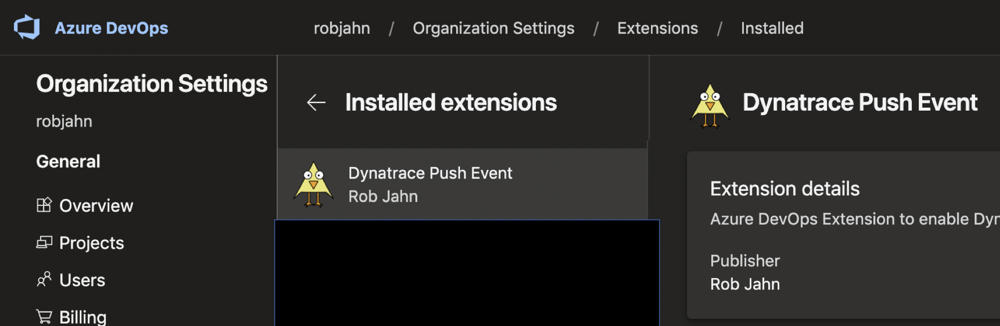 Azure DevOps
robjahn / Organization Settings / Extensions / Installed
Organization Settings
robjahn
General
Overview
Projects
Users
Billing
Installed extensions
Dynatrace Push Event
Rob Jahn
Dynatrace Push Event
Extension details
Azure DevOps Extension to enable Dyn
Publisher
Rob Jahn